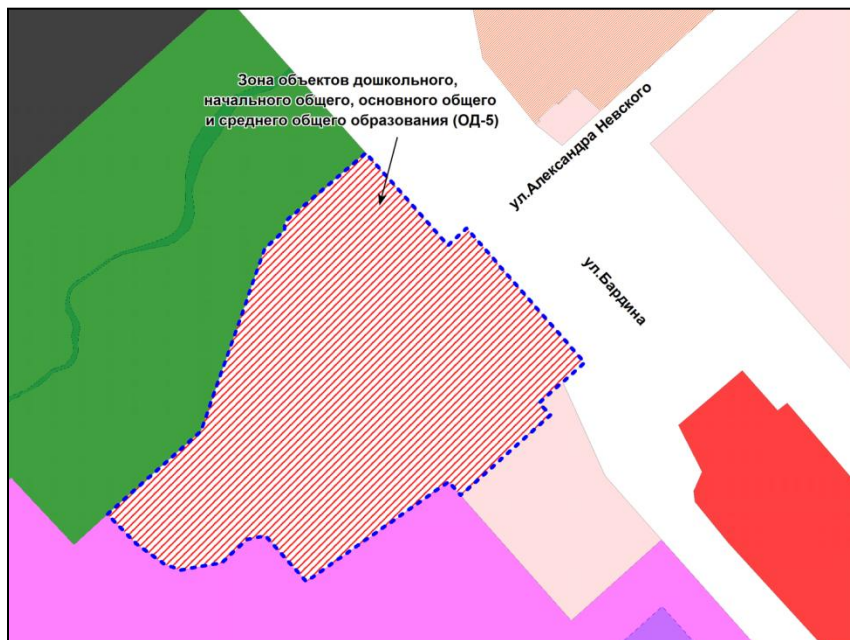 Зона объектов дошкольного,
начального общего, основного общего
и среднего общего образования (ОД-5)
ул.Александра Невского
ул.Бардина